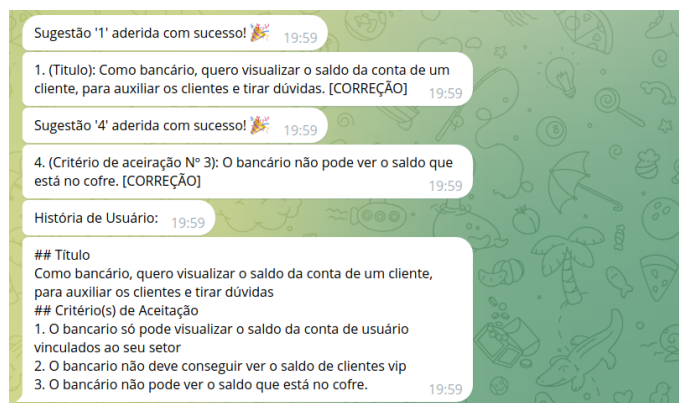 Sugestão '1' aderida com sucesso! 🎉 19:59
1. (Titulo): Como bancário, quero visualizar o saldo da conta de um
cliente, para auxiliar os clientes e tirar dúvidas. [CORREÇÃO] 19:59
Sugestão '4' aderida com sucesso! 🎉 19:59
4. (Critério de aceiração Nº 3): O bancário não pode ver o saldo que
está no cofre. [CORREÇÃO] 19:59
História de Usuário: 19:59
## Título
Como bancário, quero visualizar o saldo da conta de um cliente,
para auxiliar os clientes e tirar dúvidas
## Critério(s) de Aceitação
1. O bancario só pode visualizar o saldo da conta de usuário
vinculados ao seu setor
2. O bancario não deve conseguir ver o saldo de clientes vip
3. O bancário não pode ver o saldo que está no cofre. 19:59